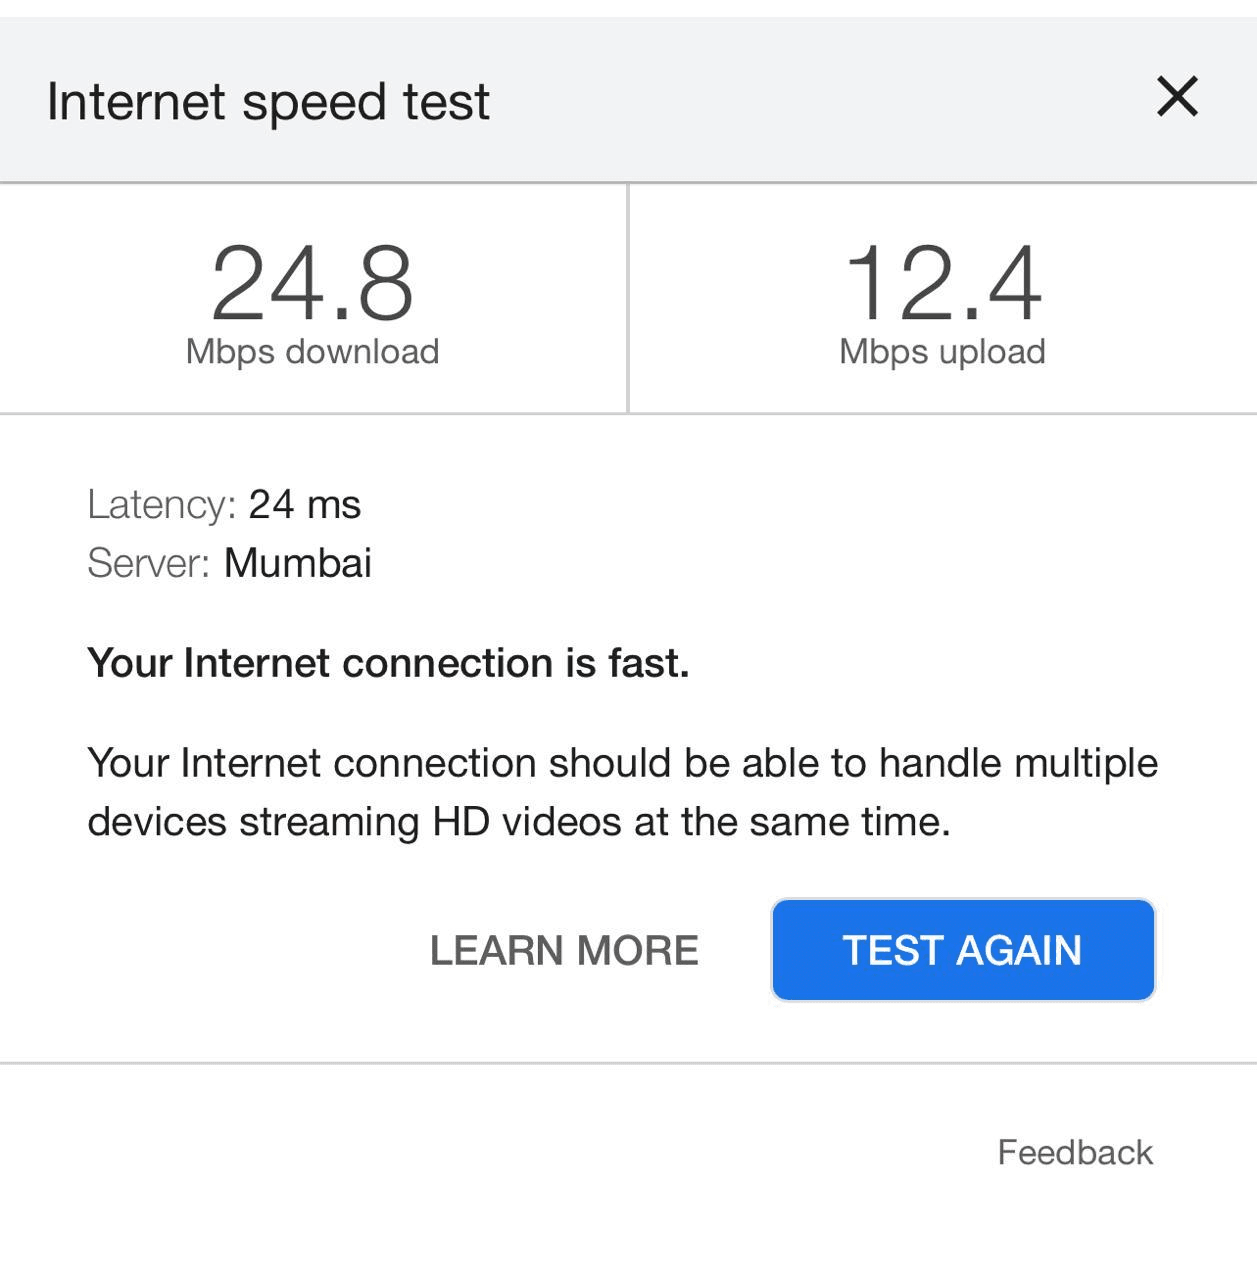 Internet speed test
24.8
Mbps download
12.4
Mbps upload
Latency: 24 ms
Server: Mumbai
Your Internet connection is fast.
Your Internet connection should be able to handle multiple
devices streaming HD videos at the same time.
LEARN MORE
TEST AGAIN
Feedback